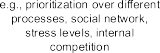 e.g., prioritization over different
processes, social network,
stress levels, internal
competition